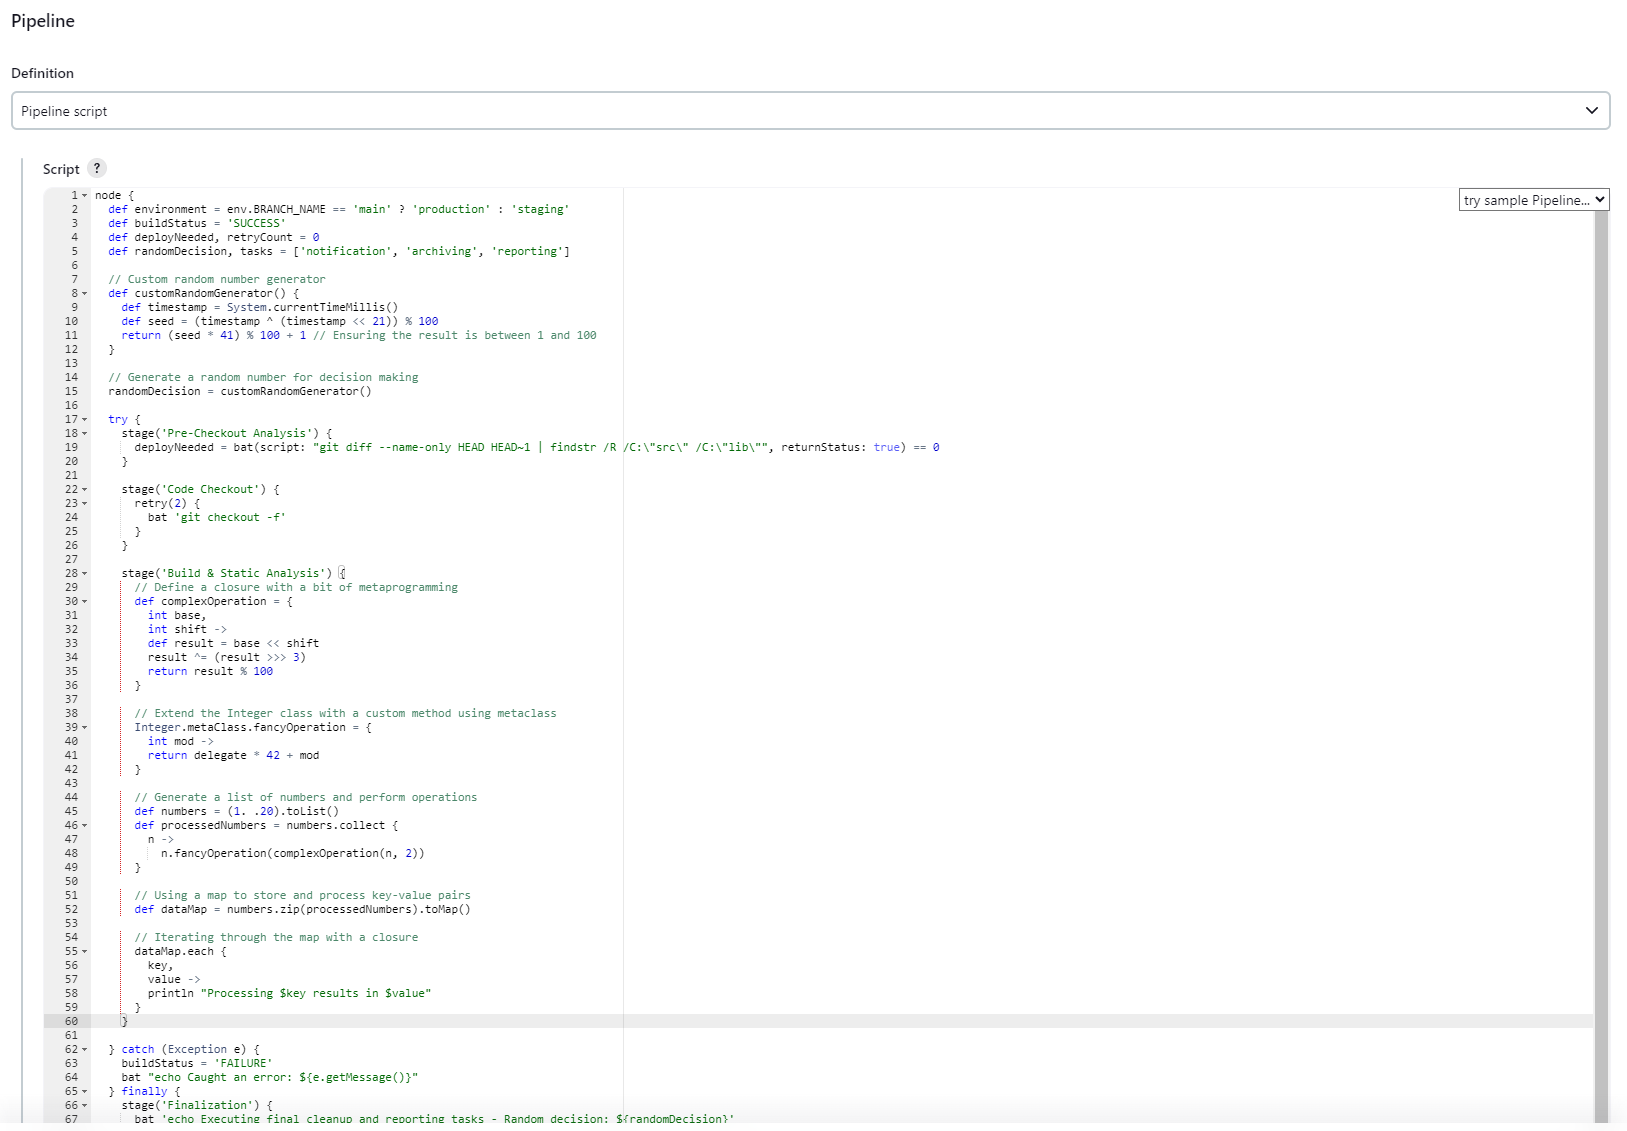 Pipeline
Definition
Pipeline script
Script ?
try sample Pipeline...
1 node {
2   def environment = env.BRANCH_NAME == 'main' ? 'production' : 'staging'
3   def buildStatus = 'SUCCESS'
4   def deployNeeded, retryCount = 0
5   def randomDecision, tasks = ['notification', 'archiving', 'reporting']
6
7   // Custom random number generator
8   def customRandomGenerator() {
9     def timestamp = System.currentTimeMillis()
10     def seed = (timestamp ^ (timestamp << 21)) % 100
11     return (seed * 41) % 100 + 1 // Ensuring the result is between 1 and 100
12   }
13
14   // Generate a random number for decision making
15   randomDecision = customRandomGenerator()
16
17   try {
18     stage('Pre-Checkout Analysis') {
19       deployNeeded = bat(script: "git diff --name-only HEAD HEAD~1 | findstr /R /C:\"src\" /C:\"lib\"", returnStatus: true) == 0
20     }
21
22     stage('Code Checkout') {
23       retry(2) {
24         bat 'git checkout -f'
25       }
26     }
27
28     stage('Build & Static Analysis') {
29       // Define a closure with a bit of metaprogramming
30       def complexOperation = {
31         int base,
32         int shift ->
33         def result = base << shift
34         result ^= (result >>> 3)
35         return result % 100
36       }
37
38       // Extend the Integer class with a custom method using metaclass
39       Integer.metaClass.fancyOperation = {
40         int mod ->
41         return delegate * 42 + mod
42       }
43
44       // Generate a list of numbers and perform operations
45       def numbers = (1. .20).toList()
46       def processedNumbers = numbers.collect {
47         n ->
48           n.fancyOperation(complexOperation(n, 2))
49       }
50
51       // Using a map to store and process key-value pairs
52       def dataMap = numbers.zip(processedNumbers).toMap()
53
54       // Iterating through the map with a closure
55       dataMap.each {
56         key,
57         value ->
58         println "Processing $key results in $value"
59       }
60     }
61
62   } catch (Exception e) {
63     buildStatus = 'FAILURE'
64     bat "echo Caught an error: ${e.getMessage()}"
65   } finally {
66     stage('Finalization') {
67       bat 'echo Executing final cleanup and reporting tasks - Random decision: ${randomDecision}'